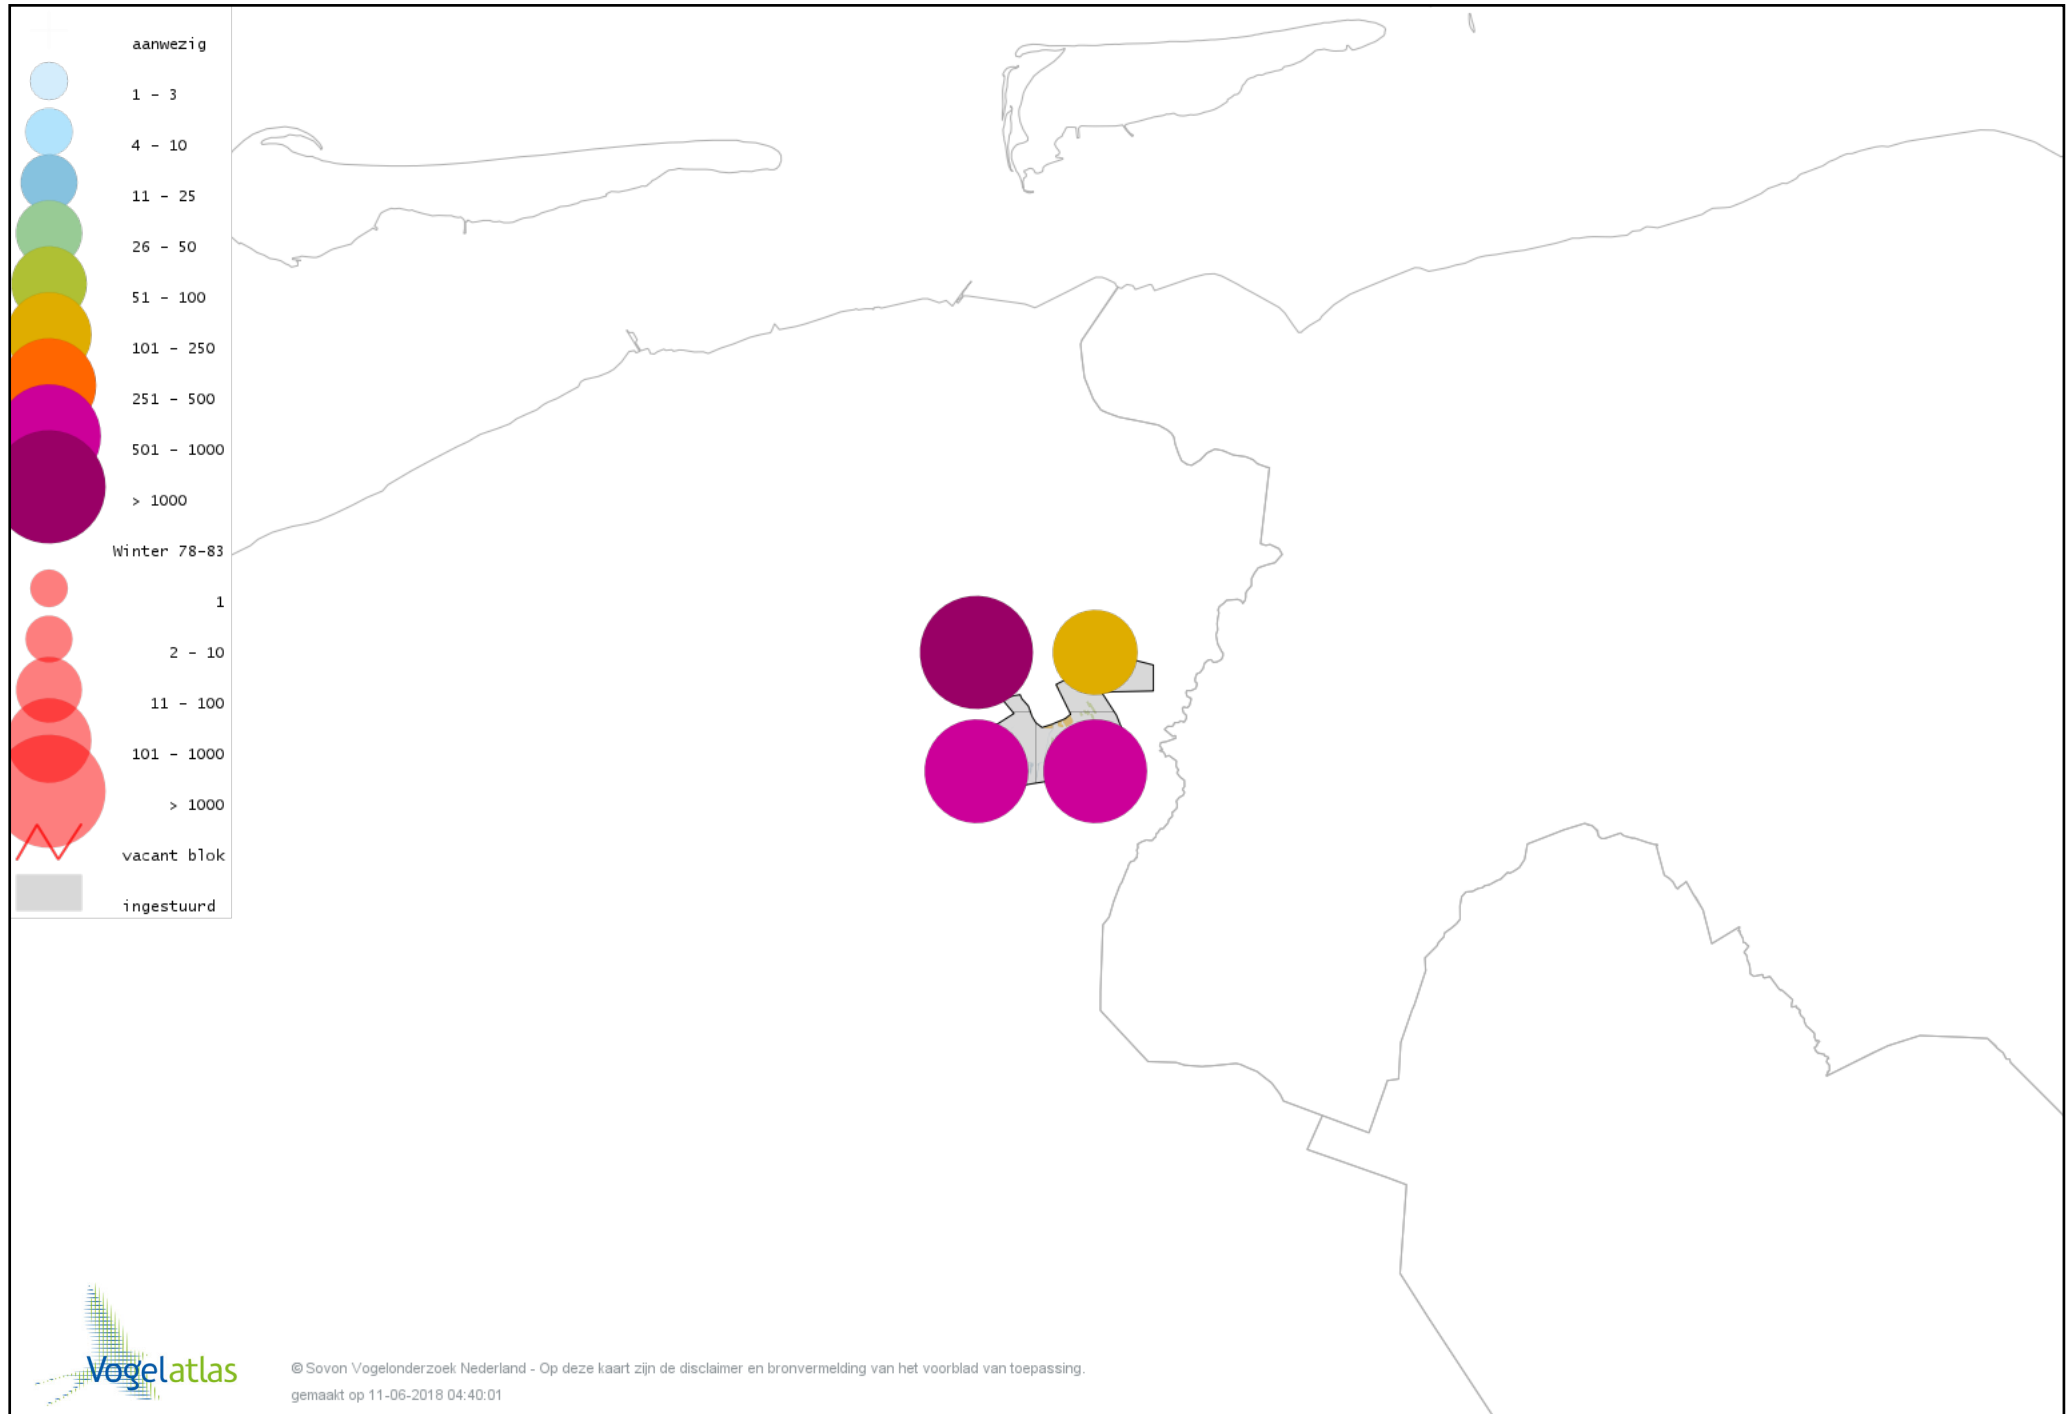 aanwezig
1 - 3
4 - 10
11 - 25
26 - 50
51 - 100
101 - 250
251 - 500
501 - 1000
> 1000
Winter 78-83
1
2 - 10
11 - 100
101 - 1000
> 1000
vacant blok
ingestuurd
Vogelatlas
© Sovon Vogelonderzoek Nederland - Op deze kaart zijn de disclaimer en bronvermelding van het voorblad van toepassing.
gemaakt op 11-06-2018 04:40:01